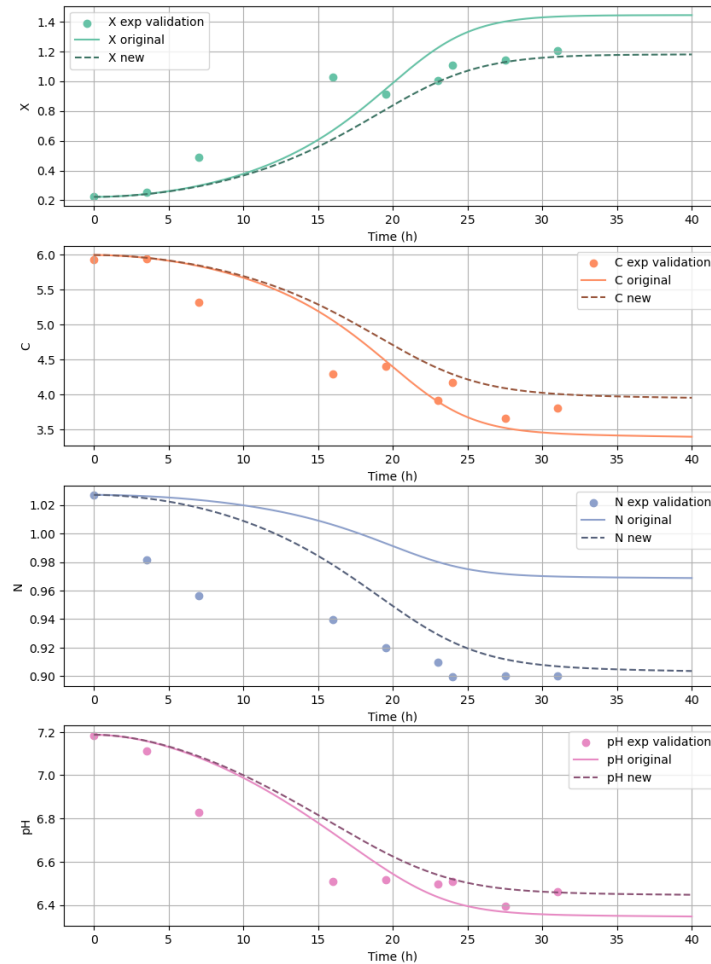 X exp validation
X original
X new
1.4
1.2
1.0
0.8
0.6
0.4
0.2
X
0 5 10 15 20 25 30 35 40
Time (h)
C exp validation
C original
C new
6.0
5.5
5.0
4.5
4.0
3.5
C
0 5 10 15 20 25 30 35 40
Time (h)
N exp validation
N original
N new
1.02
1.00
0.98
0.96
0.94
0.92
0.90
N
0 5 10 15 20 25 30 35 40
Time (h)
pH exp validation
pH original
pH new
7.2
7.0
6.8
6.6
6.4
pH
0 5 10 15 20 25 30 35 40
Time (h)